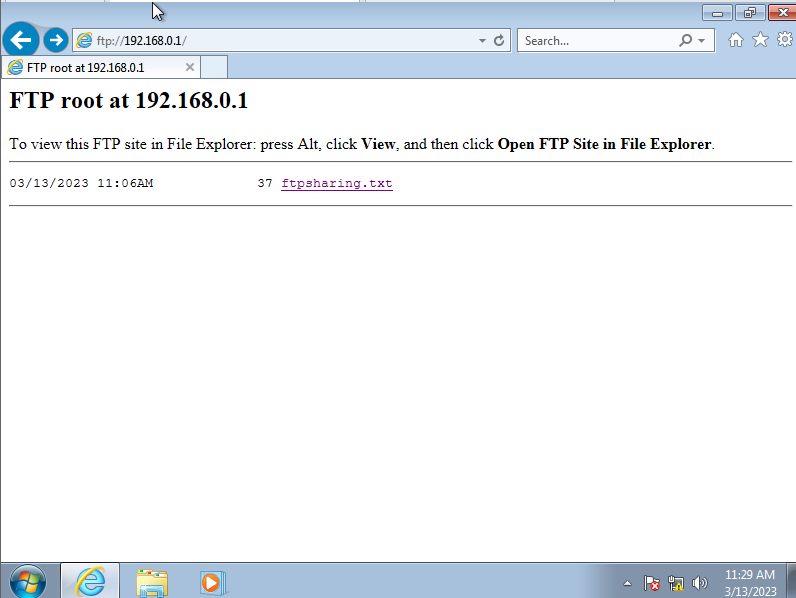 ftp://192.168.0.1/
Search...
FTP root at 192.168.0.1
FTP root at 192.168.0.1
To view this FTP site in File Explorer: press Alt, click View, and then click Open FTP Site in File Explorer.
03/13/2023 11:06AM 37 ftpsharing.txt
11:29 AM
3/13/2023